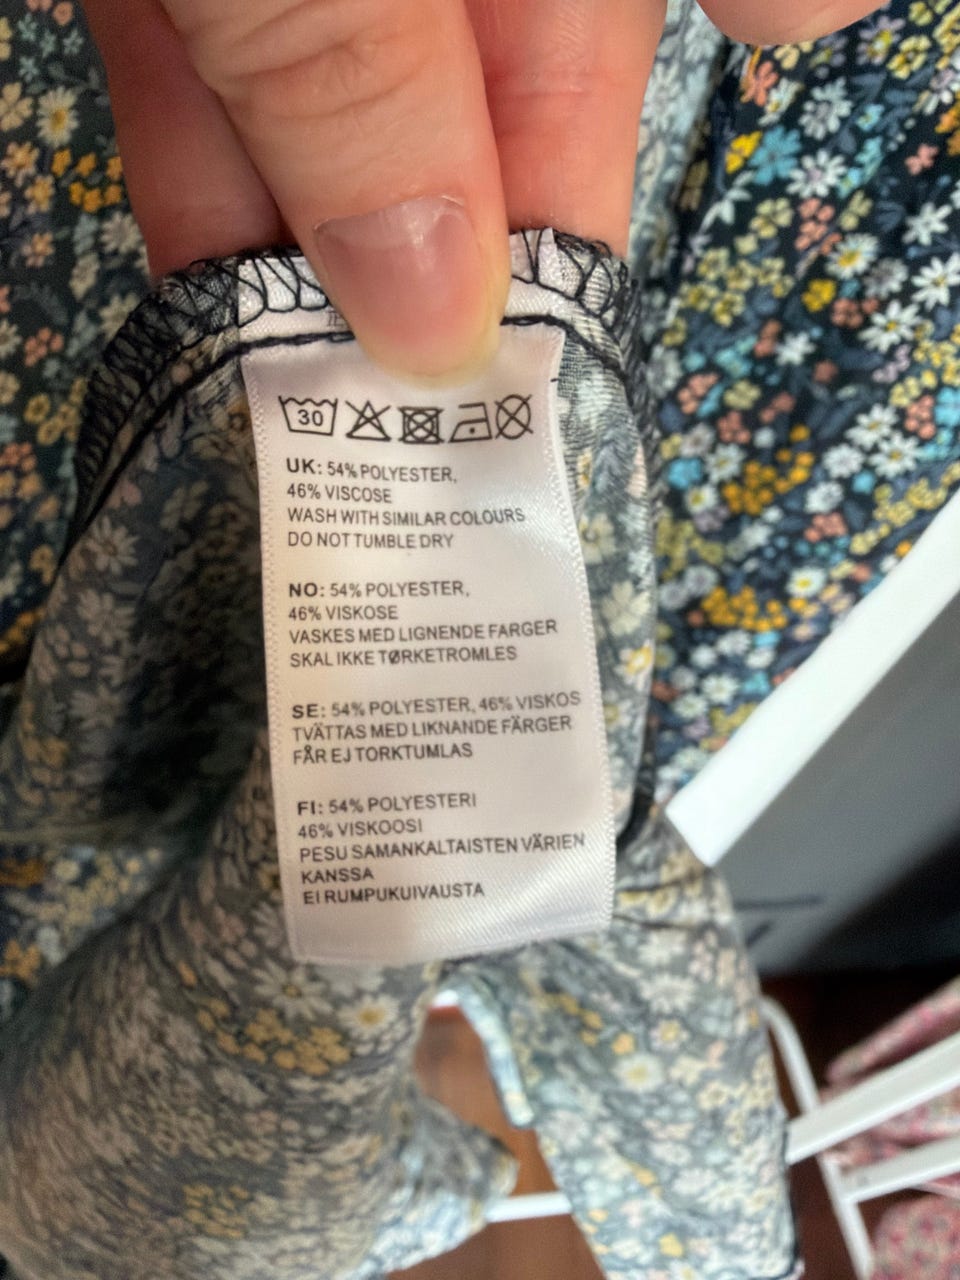 30
UK: 54% POLYESTER,
46% VISCOSE
WASH WITH SIMILAR COLOURS
DO NOT TUMBLE DRY
NO: 54% POLYESTER,
46% VISKOSE
VASKES MED LIGNENDE FARGER
SKAL IKKE TØRKETROMLES
SE: 54% POLYESTER, 46% VISKOS
TVÄTTAS MED LIKNANDE FÄRGER
FÅR EJ TORKTUMLAS
FI: 54% POLYESTERI
46% VISKOOSI
PESU SAMANKALTAISTEN VÄRIEN
KANSSA
EI RUMPUKUIVAUSTA